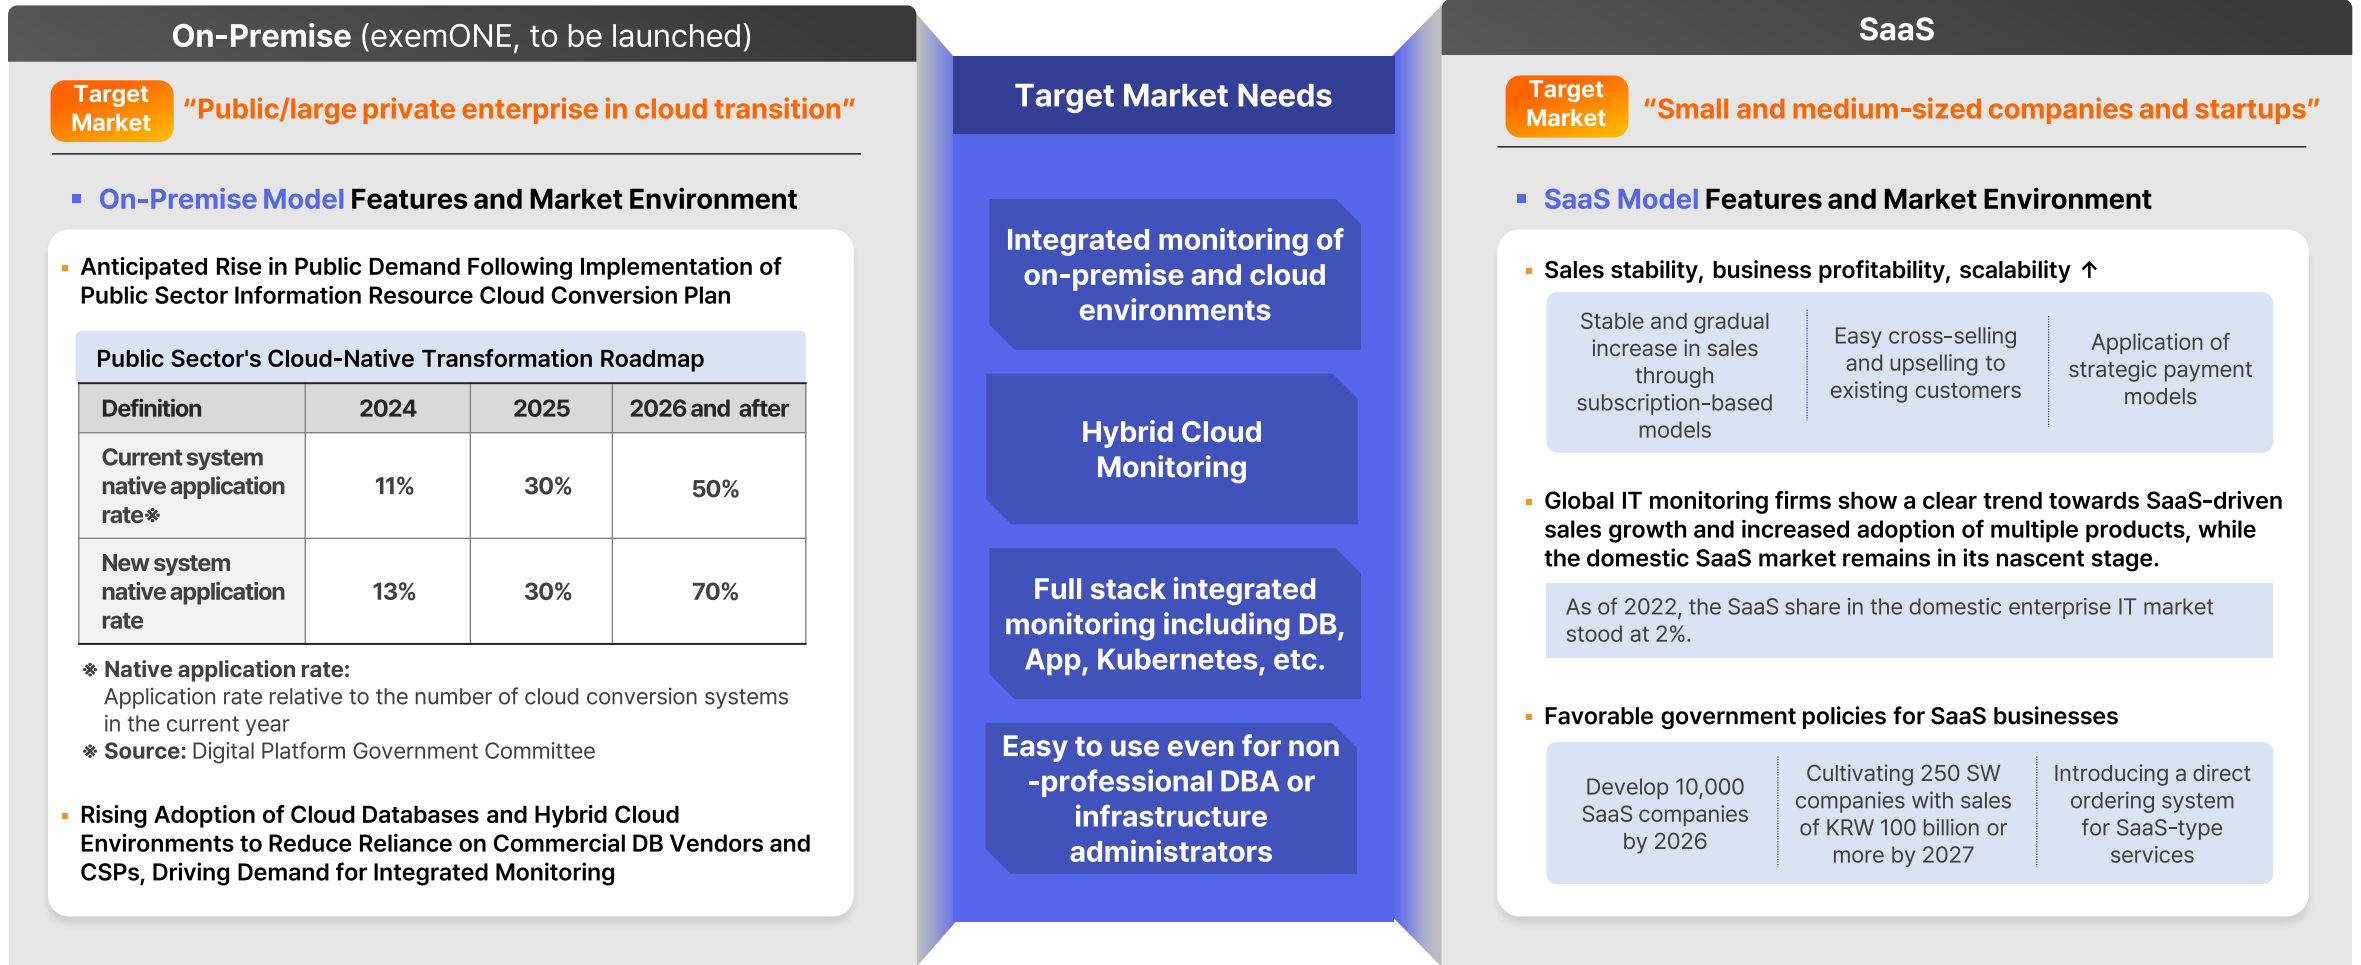 On-Premise (exemONE, to be launched)
Target
Market
“Public/large private enterprise in cloud transition”
▪ On-Premise Model Features and Market Environment
▪ Anticipated Rise in Public Demand Following Implementation of
Public Sector Information Resource Cloud Conversion Plan
Public Sector's Cloud-Native Transformation Roadmap
Definition 2024 2025 2026 and after
Current system
native application
rate※
11% 30% 50%
New system
native application
rate
13% 30% 70%
※ Native application rate:
Application rate relative to the number of cloud conversion systems
in the current year
※ Source: Digital Platform Government Committee
▪ Rising Adoption of Cloud Databases and Hybrid Cloud
Environments to Reduce Reliance on Commercial DB Vendors and
CSPs, Driving Demand for Integrated Monitoring
Target Market Needs
Integrated monitoring of
on-premise and cloud
environments
Hybrid Cloud
Monitoring
Full stack integrated
monitoring including DB,
App, Kubernetes, etc.
Easy to use even for non
-professional DBA or
infrastructure
administrators
SaaS
Target
Market
“Small and medium-sized companies and startups”
▪ SaaS Model Features and Market Environment
▪ Sales stability, business profitability, scalability ↑
Stable and gradual
increase in sales
through
subscription-based
models
Easy cross-selling
and upselling to
existing customers
Application of
strategic payment
models
▪ Global IT monitoring firms show a clear trend towards SaaS-driven
sales growth and increased adoption of multiple products, while
the domestic SaaS market remains in its nascent stage.
As of 2022, the SaaS share in the domestic enterprise IT market
stood at 2%.
▪ Favorable government policies for SaaS businesses
Develop 10,000
SaaS companies
by 2026
Cultivating 250 SW
companies with sales
of KRW 100 billion or
more by 2027
Introducing a direct
ordering system
for SaaS-type
services